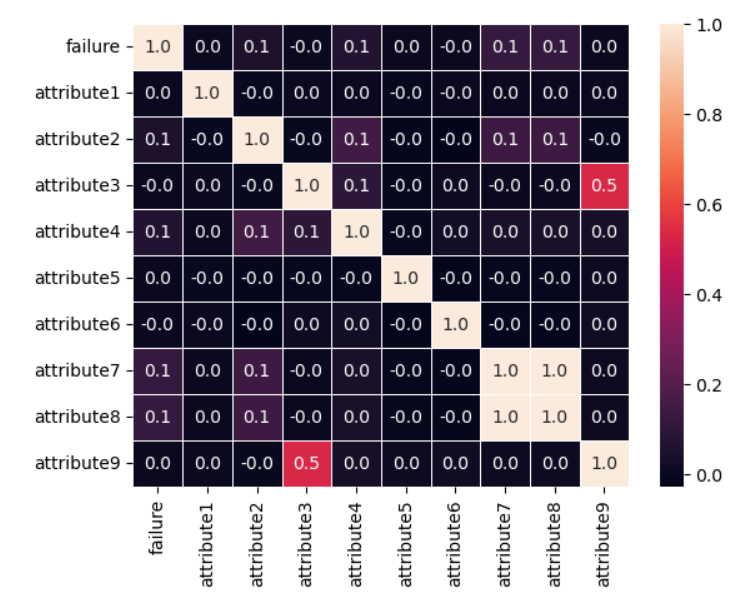 failure 1.0 0.0 0.1 -0.0 0.1 0.0 -0.0 0.1 0.1 0.0
attribute1 0.0 1.0 -0.0 0.0 0.0 -0.0 -0.0 0.0 0.0 0.0
attribute2 0.1 -0.0 1.0 -0.0 0.1 -0.0 -0.0 0.1 0.1 -0.0
attribute3 -0.0 0.0 -0.0 1.0 0.1 -0.0 0.0 -0.0 -0.0 0.5
attribute4 0.1 0.0 0.1 0.1 1.0 -0.0 0.0 0.0 0.0 0.0
attribute5 0.0 -0.0 -0.0 -0.0 -0.0 1.0 -0.0 -0.0 -0.0 0.0
attribute6 -0.0 -0.0 -0.0 0.0 0.0 -0.0 1.0 -0.0 -0.0 0.0
attribute7 0.1 0.0 0.1 -0.0 0.0 -0.0 -0.0 1.0 1.0 0.0
attribute8 0.1 0.0 0.1 -0.0 0.0 -0.0 -0.0 1.0 1.0 0.0
attribute9 0.0 0.0 -0.0 0.5 0.0 0.0 0.0 0.0 0.0 1.0
failure attribute1 attribute2 attribute3 attribute4 attribute5 attribute6 attribute7 attribute8 attribute9
1.0
0.8
0.6
0.4
0.2
0.0